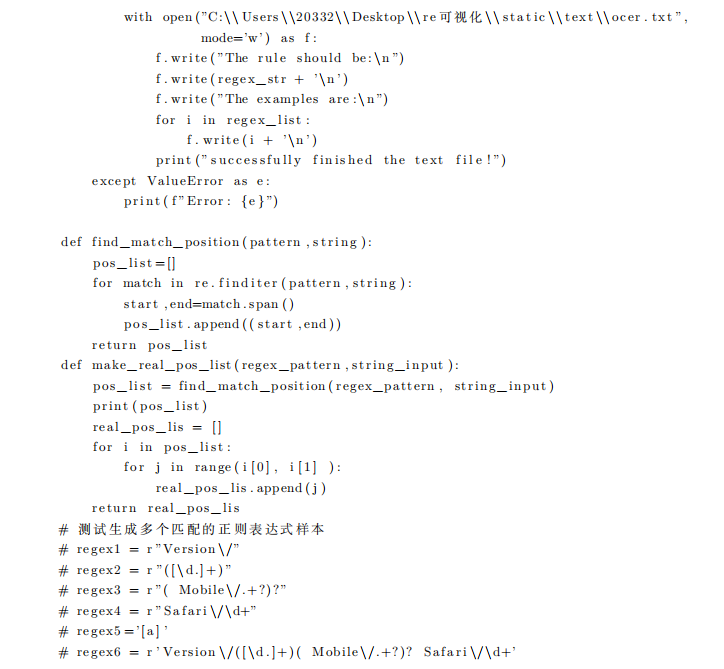 with open("C:\\Users\\20332\\Desktop\\re可视化\\static\\text\\ocer.txt",
mode='w') as f:
f.write("The rule should be:\n")
f.write(regex_str + '\n')
f.write("The examples are:\n")
for i in regex_list:
f.write(i + '\n')
print("successfully finished the text file!")
except ValueError as e:
print(f"Error: {e}")
def find_match_position(pattern,string):
pos_list=[]
for match in re.finditer(pattern,string):
start,end=match.span()
pos_list.append((start,end))
return pos_list
def make_real_pos_list(regex_pattern,string_input):
pos_list = find_match_position(regex_pattern, string_input)
print(pos_list)
real_pos_lis = []
for i in pos_list:
for j in range(i[0], i[1] ):
real_pos_lis.append(j)
return real_pos_lis
# 测试生成多个匹配的正则表达式样本
# regex1 = r"Version\/"
# regex2 = r"([\d.]+)"
# regex3 = r"( Mobile\/.+?)?"
# regex4 = r"Safari\/\d+"
# regex5='[a]'
# regex6 = r'Version\/([\d.]+)( Mobile\/.+?)? Safari\/\d+'